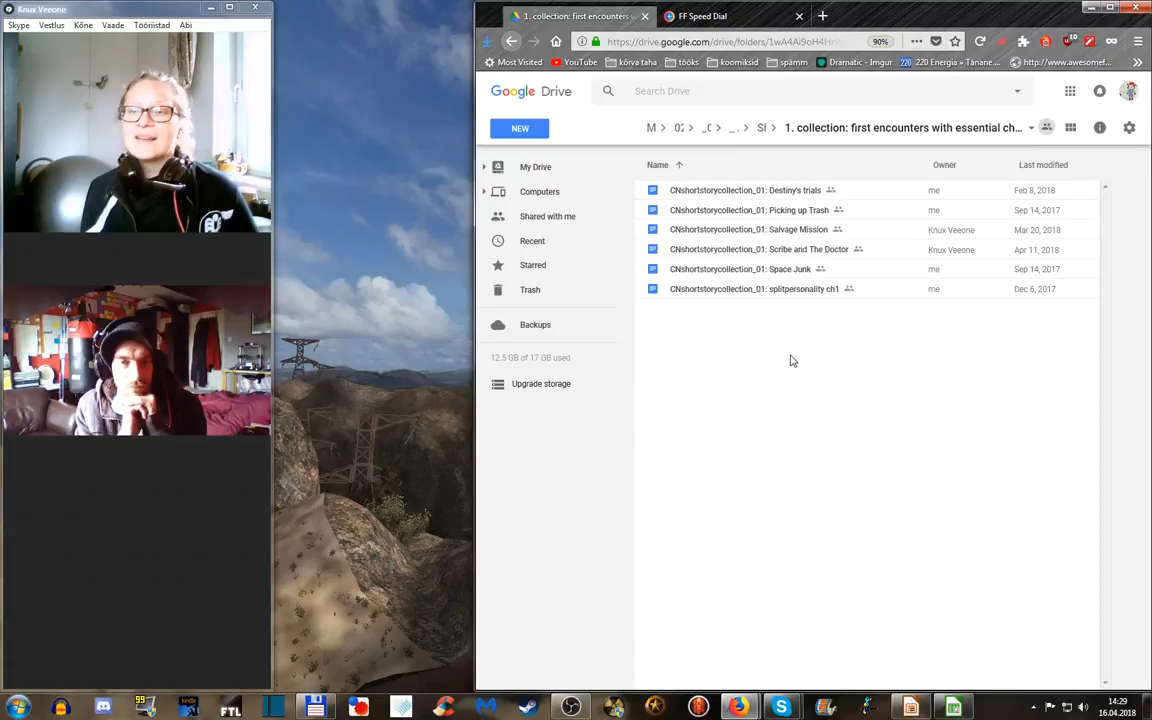 Knux Veeone
Skype Vestlus Kõne Vaade Tööriistad Abi
1. collection: first encounters w
FF Speed Dial
https://drive.google.com/drive/folders/1wA4Ai9oH4H
90%
Most Visited YouTube kõrva taha tööks koomiksid spämm Dramatic - Imgur 220 Energia » Tänane ... http://www.awesomef...
Google Drive
Search Drive
NEW
1. collection: first encounters with essential ch...
Name Owner Last modified
My Drive
Computers
Shared with me
Recent
Starred
Trash
Backups
12.5 GB of 17 GB used
Upgrade storage
CNshortstorycollection_01: Destiny's trials me Feb 8, 2018
CNshortstorycollection_01: Picking up Trash me Sep 14, 2017
CNshortstorycollection_01: Salvage Mission Knux Veeone Mar 20, 2018
CNshortstorycollection_01: Scribe and The Doctor Knux Veeone Apr 11, 2018
CNshortstorycollection_01: Space Junk me Sep 14, 2017
CNshortstorycollection_01: splitpersonality ch1 me Dec 6, 2017
99
kindle
FTL
14:29
16.04.2018